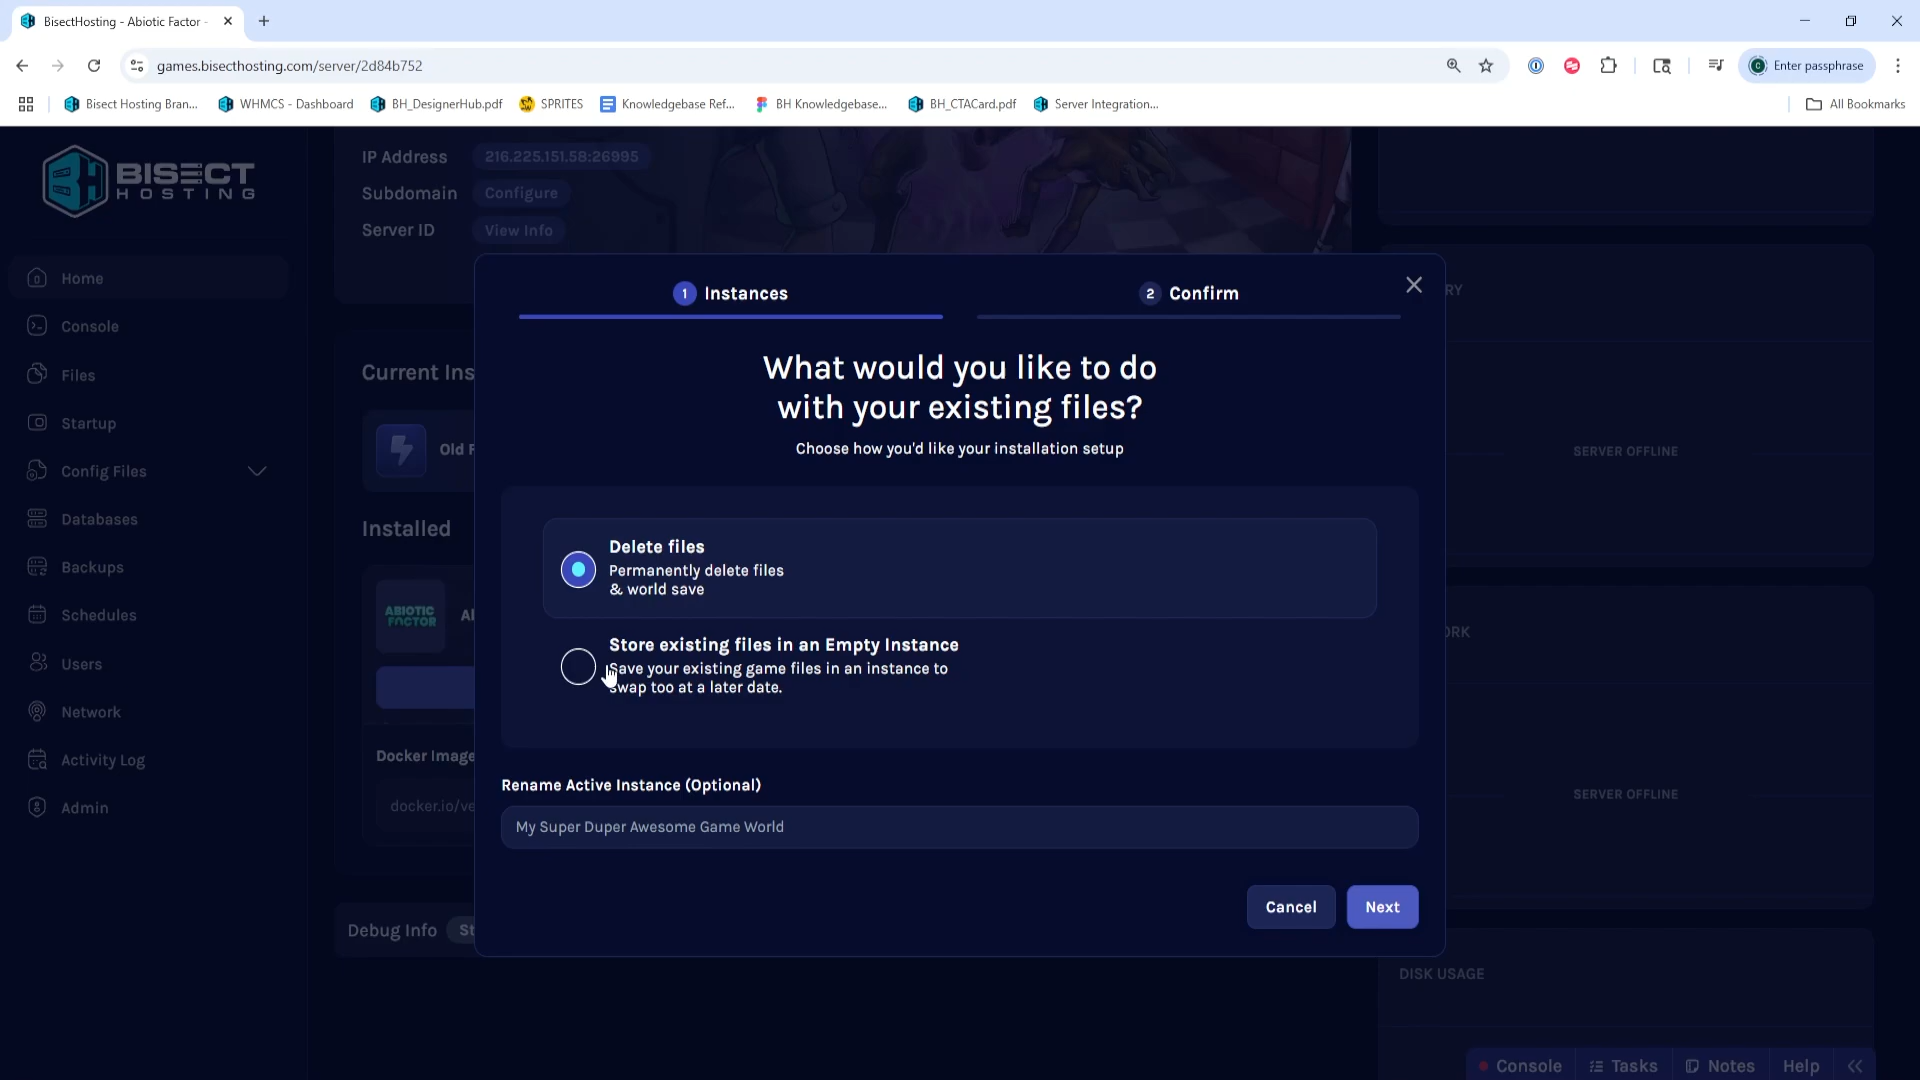 BisectHosting - Abiotic Factor -
games.bisecthosting.com/server/2d84b752
Enter passphrase
Bisect Hosting Bran...
WHMCS - Dashboard
BH_DesignerHub.pdf
SPRITES
Knowledgebase Ref...
BH Knowledgebase...
BH_CTACard.pdf
Server Integration...
All Bookmarks
BISECT
HOSTING
Home
Console
Files
Startup
Config Files
Databases
Backups
Schedules
Users
Network
Activity Log
Admin
IP Address 216.225.151.58:26995
Subdomain Configure
Server ID View Info
Current Ins
Old F
Installed
ABIOTIC
FACTOR
Docker Image
docker.io/ve
Debug Info St
1 Instances
2 Confirm
What would you like to do
with your existing files?
Choose how you'd like your installation setup
Delete files
Permanently delete files
& world save
Store existing files in an Empty Instance
Save your existing game files in an instance to
swap too at a later date.
Rename Active Instance (Optional)
My Super Duper Awesome Game World
Cancel
Next
RY
SERVER OFFLINE
ORK
SERVER OFFLINE
DISK USAGE
Console
Tasks
Notes
Help